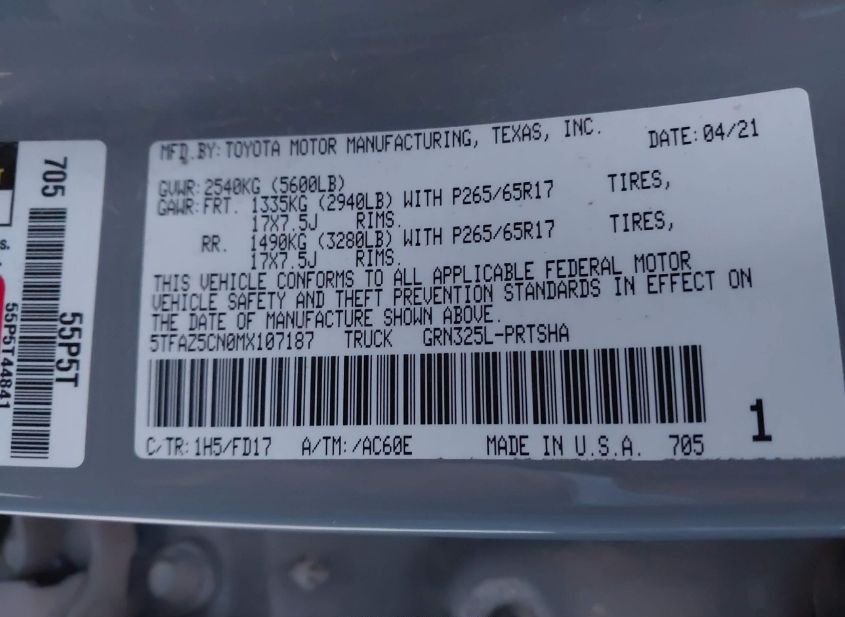 MFD.BY:TOYOTA MOTOR MANUFACTURING, TEXAS, INC. DATE:04/21
GVWR:2540KG (5600LB)
GAWR:FRT. 1335KG (2940LB) WITH P265/65R17 TIRES,
17X7.5J RIMS.
RR. 1490KG (3280LB) WITH P265/65R17 TIRES,
17X7.5J RIMS.
THIS VEHICLE CONFORMS TO ALL APPLICABLE FEDERAL MOTOR
VEHICLE SAFETY AND THEFT PREVENTION STANDARDS IN EFFECT ON
THE DATE OF MANUFACTURE SHOWN ABOVE.
5TFAZ5CN0MX107187 TRUCK GRN325L-PRTSHA
C/TR:1H5/FD17 A/TM:/AC60E MADE IN U.S.A. 705
1
705
55P5T
55P5T44841